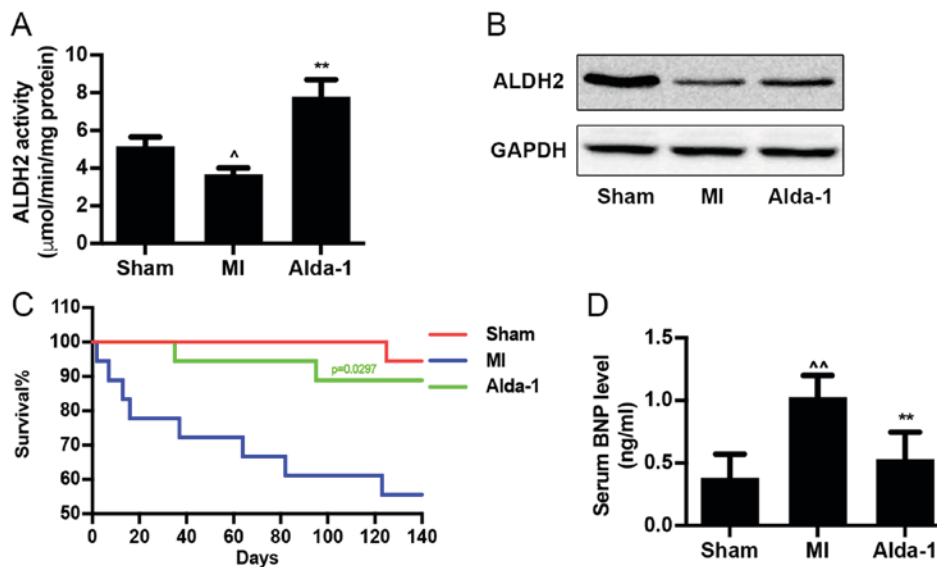 A
ALDH2 activity
(μmol/min/mg protein)
10
8
6
4
2
0
^
**
Sham MI Alda-1
B
ALDH2
GAPDH
Sham MI Alda-1
C
Survival%
110
100
90
80
70
60
50
p=0.0297
0 20 40 60 80 100 120 140
Days
Sham
MI
Alda-1
D
Serum BNP level
(ng/ml)
1.5
1.0
0.5
0.0
^^
**
Sham MI Alda-1